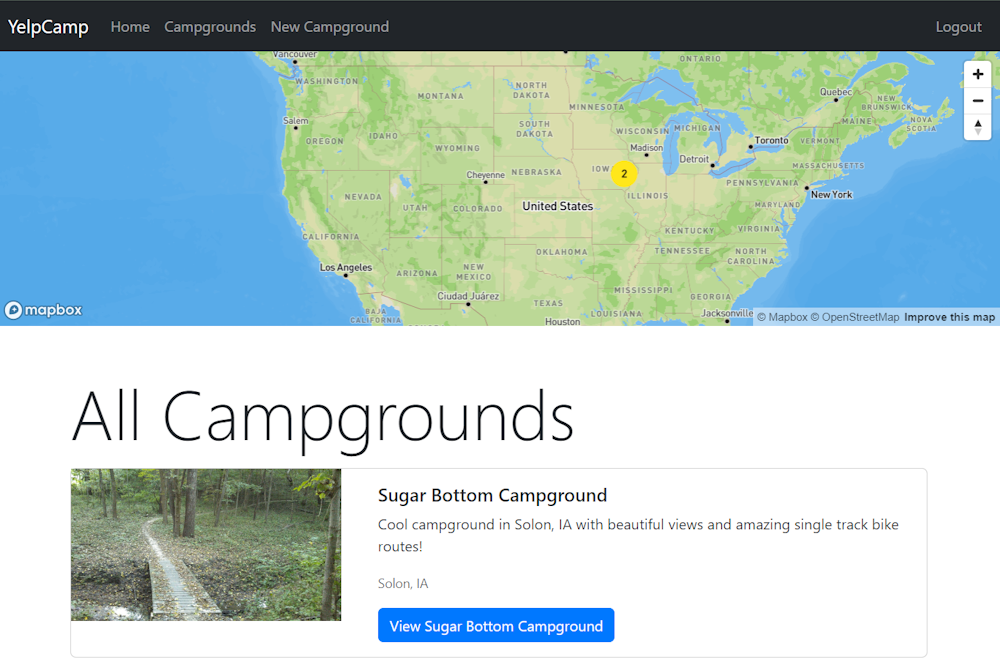 YelpCamp Home Campgrounds New Campground Logout
Vancouver
ONTARIO
WASHINGTON
MONTANA
NORTH
DAKOTA
MINNESOTA
Quebec
NEW
BRUNSWICK
NOVA
SCOTIA
MAINE
Salem
OREGON
IDAHO
SOUTH
DAKOTA
WISCONSIN
MICHIGAN
Toronto
VERMONT
WYOMING
Madison
Detroit
MASSACHUSETTS
Cheyenne
NEBRASKA
IOW
2
ILLINOIS
PENNSYLVANIA
New York
NEVADA
UTAH
COLORADO
United States
MARYLAND
CALIFORNIA
KENTUCKY
VIRGINIA
OKLAHOMA
TENNESSEE
NORTH
CAROLINA
Los Angeles
ARIZONA
NEW
MEXICO
Ciudad Juárez
TEXAS
MISSISSIPPI
GEORGIA
LOUISIANA
Jacksonville
BAJA
CALIFORNIA
Houston
mapbox
© Mapbox © OpenStreetMap Improve this map
All Campgrounds
Sugar Bottom Campground
Cool campground in Solon, IA with beautiful views and amazing single track bike
routes!
Solon, IA
View Sugar Bottom Campground